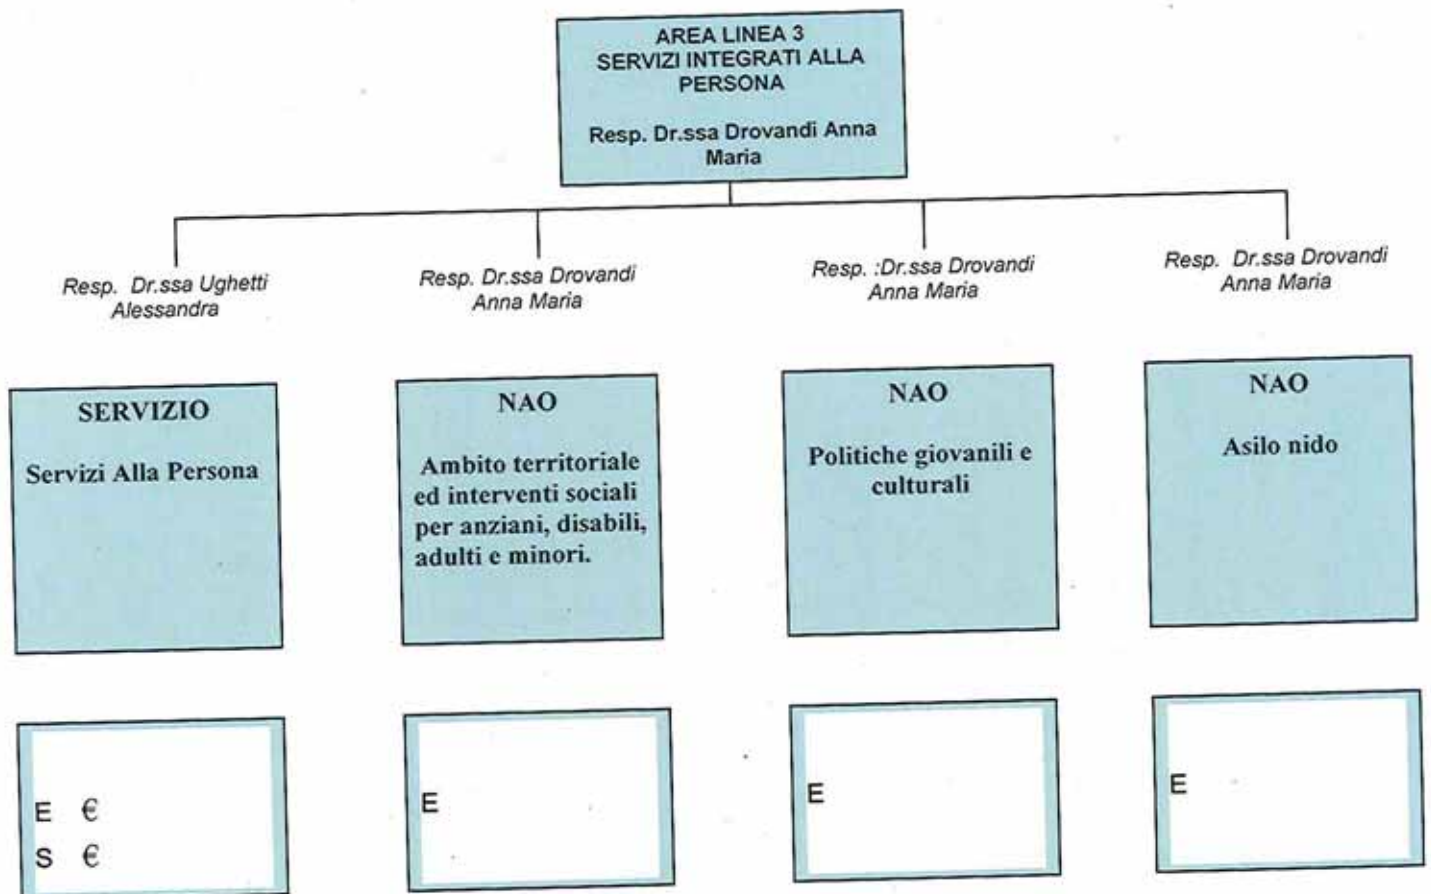 AREA LINEA 3
SERVIZI INTEGRATI ALLA
PERSONA
Resp. Dr.ssa Drovandi Anna
Maria
Resp. Dr.ssa Ughetti
Alessandra
Resp. Dr.ssa Drovandi
Anna Maria
Resp. :Dr.ssa Drovandi
Anna Maria
Resp. Dr.ssa Drovandi
Anna Maria
SERVIZIO
Servizi Alla Persona
NAO
Ambito territoriale
ed interventi sociali
per anziani, disabili,
adulti e minori.
NAO
Politiche giovanili e
culturali
NAO
Asilo nido
E €
S €
E
E
E